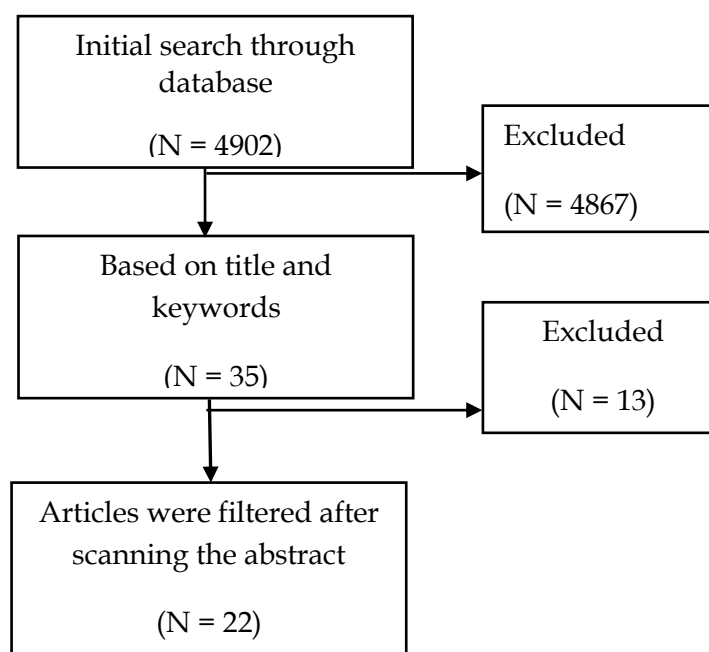 Initial search through
database
(N = 4902)
Excluded
(N = 4867)
Based on title and
keywords
(N = 35)
Excluded
(N = 13)
Articles were filtered after
scanning the abstract
(N = 22)